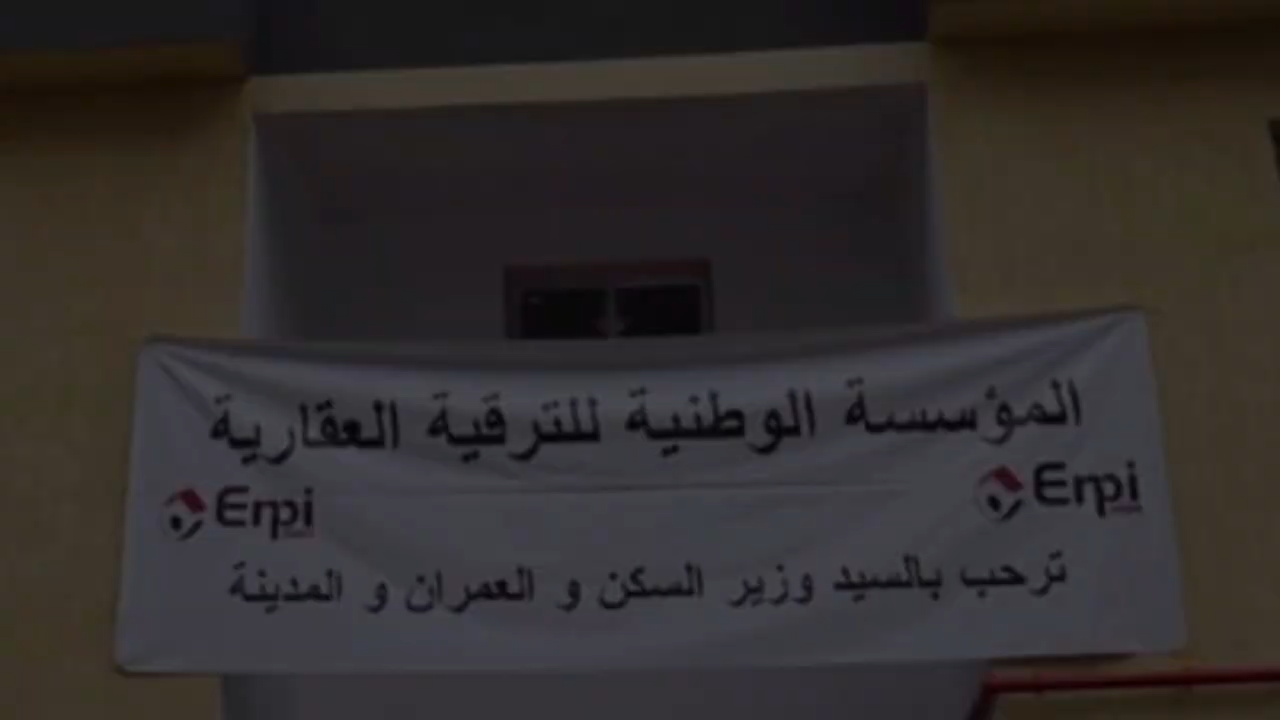 المؤسسة الوطنية للترقية العقارية
Enpi
Enpi
ترحب بالسيد وزير السكن و العمران و المدينة